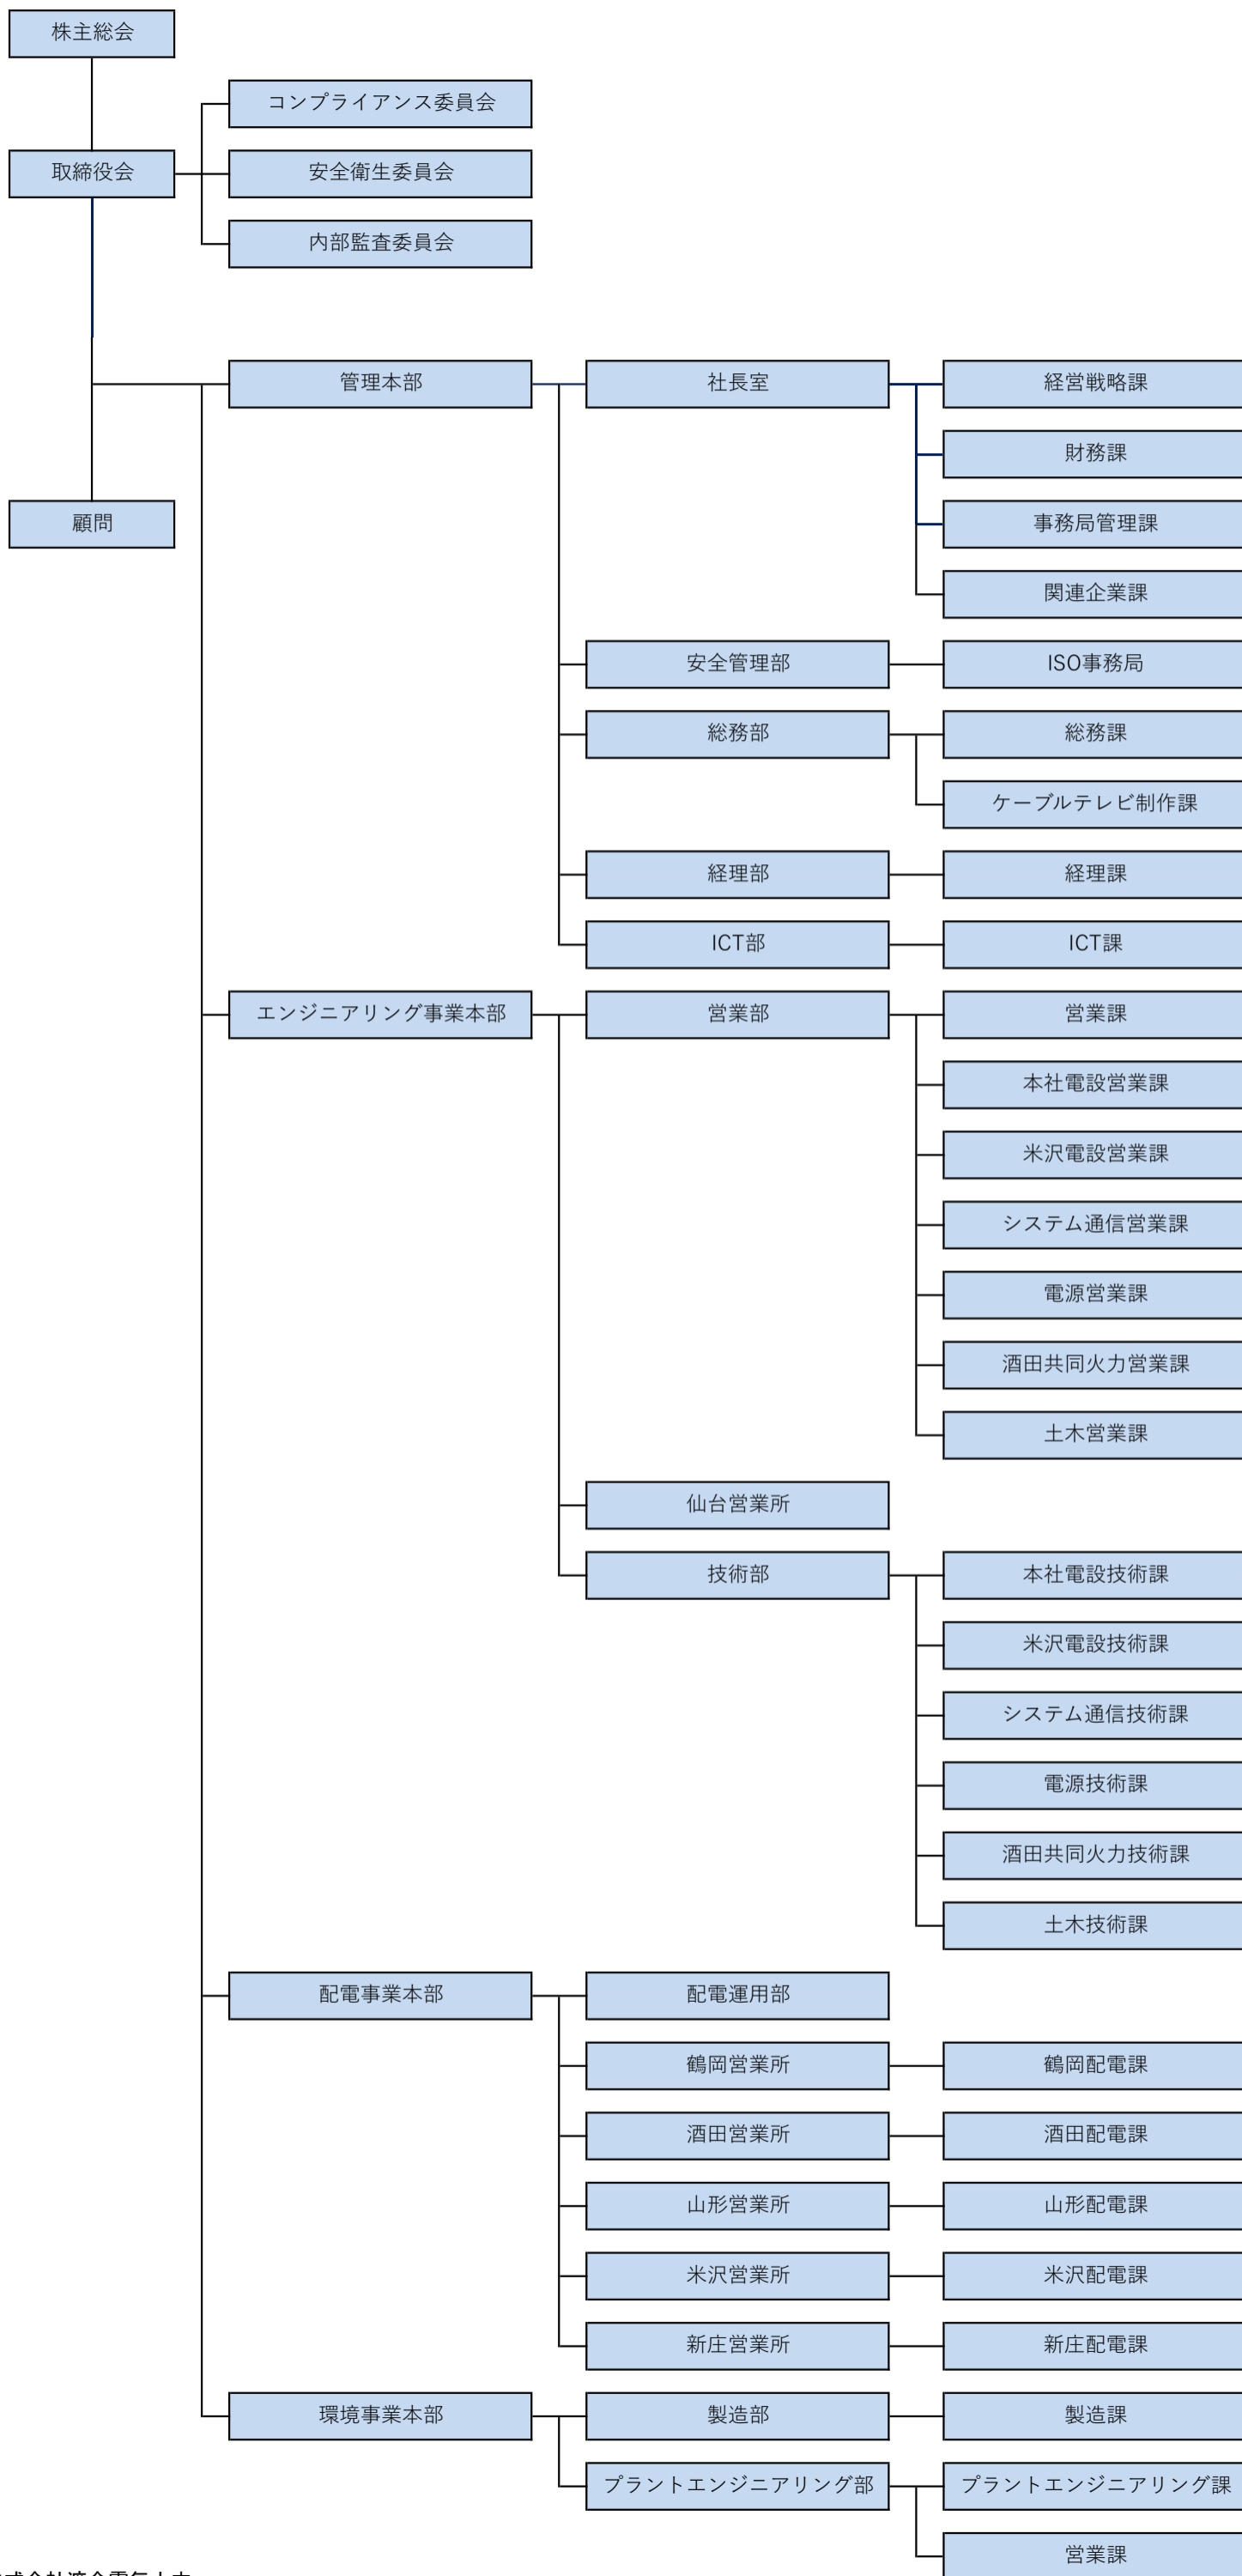 株主総会
コンプライアンス委員会
取締役会
安全衛生委員会
内部監査委員会
管理本部
社長室
経営戦略課
財務課
顧問
事務局管理課
関連企業課
安全管理部
ISO事務局
総務部
総務課
ケーブルテレビ制作課
経理部
経理課
ICT部
ICT課
エンジニアリング事業本部
営業部
営業課
本社電設営業課
米沢電設営業課
システム通信営業課
電源営業課
酒田共同火力営業課
土木営業課
仙台営業所
技術部
本社電設技術課
米沢電設技術課
システム通信技術課
電源技術課
酒田共同火力技術課
土木技術課
配電事業本部
配電運用部
鶴岡営業所
鶴岡配電課
酒田営業所
酒田配電課
山形営業所
山形配電課
米沢営業所
米沢配電課
新庄営業所
新庄配電課
環境事業本部
製造部
製造課
プラントエンジニアリング部
プラントエンジニアリング課
営業課